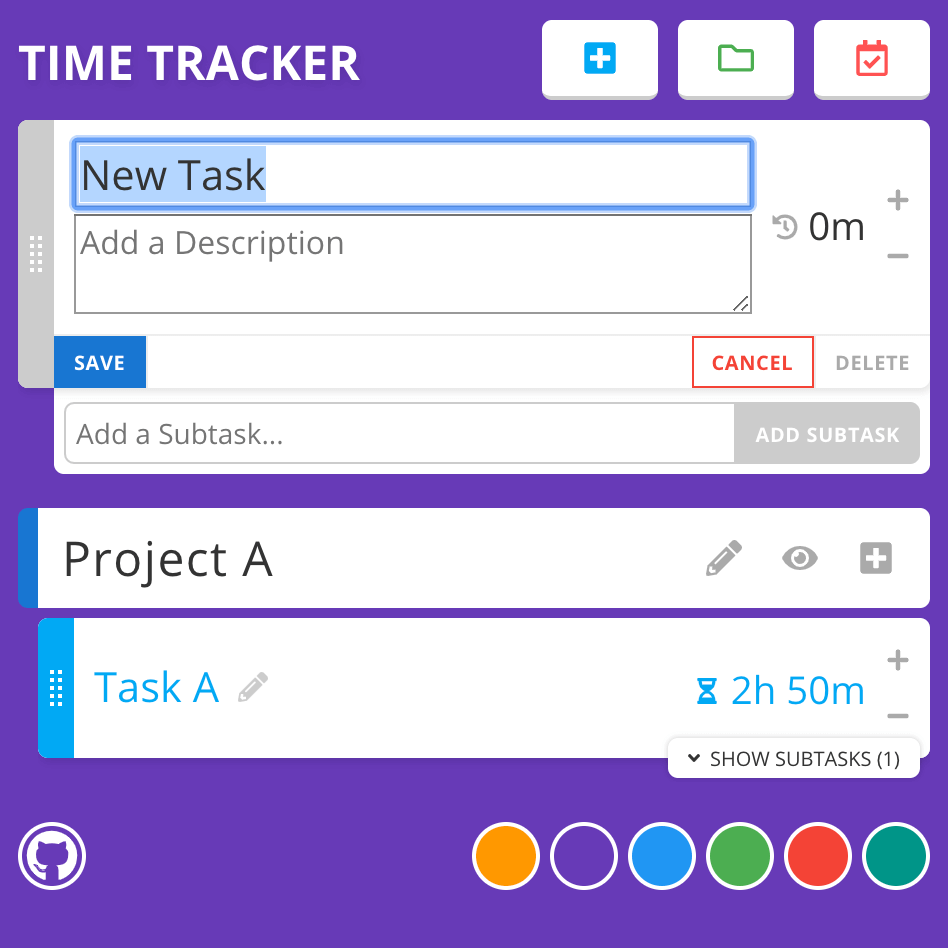 TIME TRACKER
New Task
Add a Description
0m
SAVE
CANCEL
DELETE
Add a Subtask...
ADD SUBTASK
Project A
Task A
2h 50m
SHOW SUBTASKS (1)